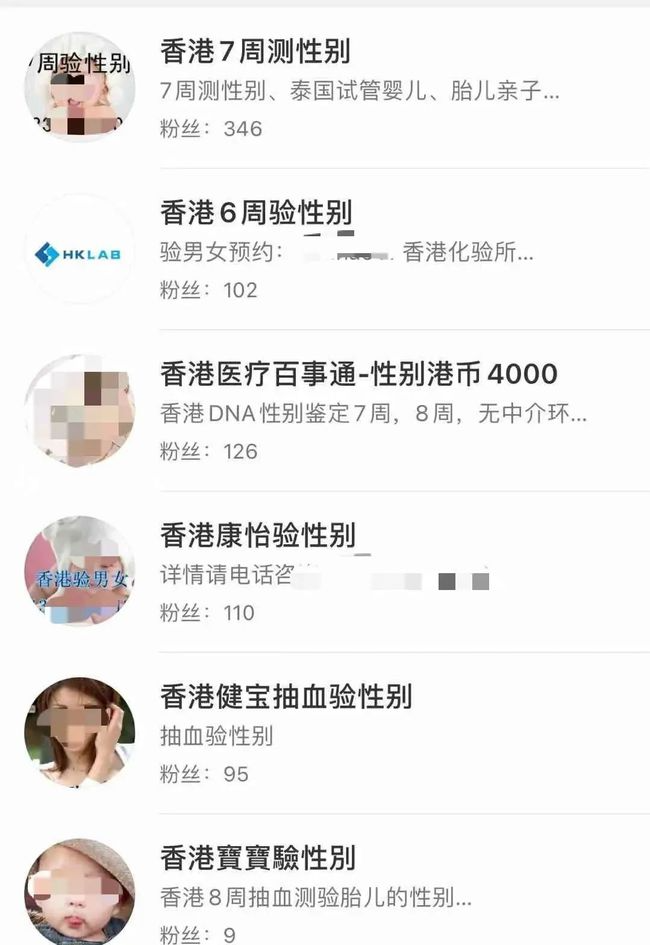 周验性别
香港7周测性别
7周测性别、泰国试管婴儿、胎儿亲子...
粉丝：346
HKLAB
香港6周验性别
验男女预约：
香港化验所...
粉丝：102
香港医疗百事通-性别港币4000
香港DNA性别鉴定7周，8周，无中介环...
粉丝：126
香港验男女
香港康怡验性别
详情请电话咨
粉丝：110
香港健宝抽血验性别
抽血验性别
粉丝：95
香港寶寶驗性别
香港8周抽血测验胎儿的性别...
粉丝：9